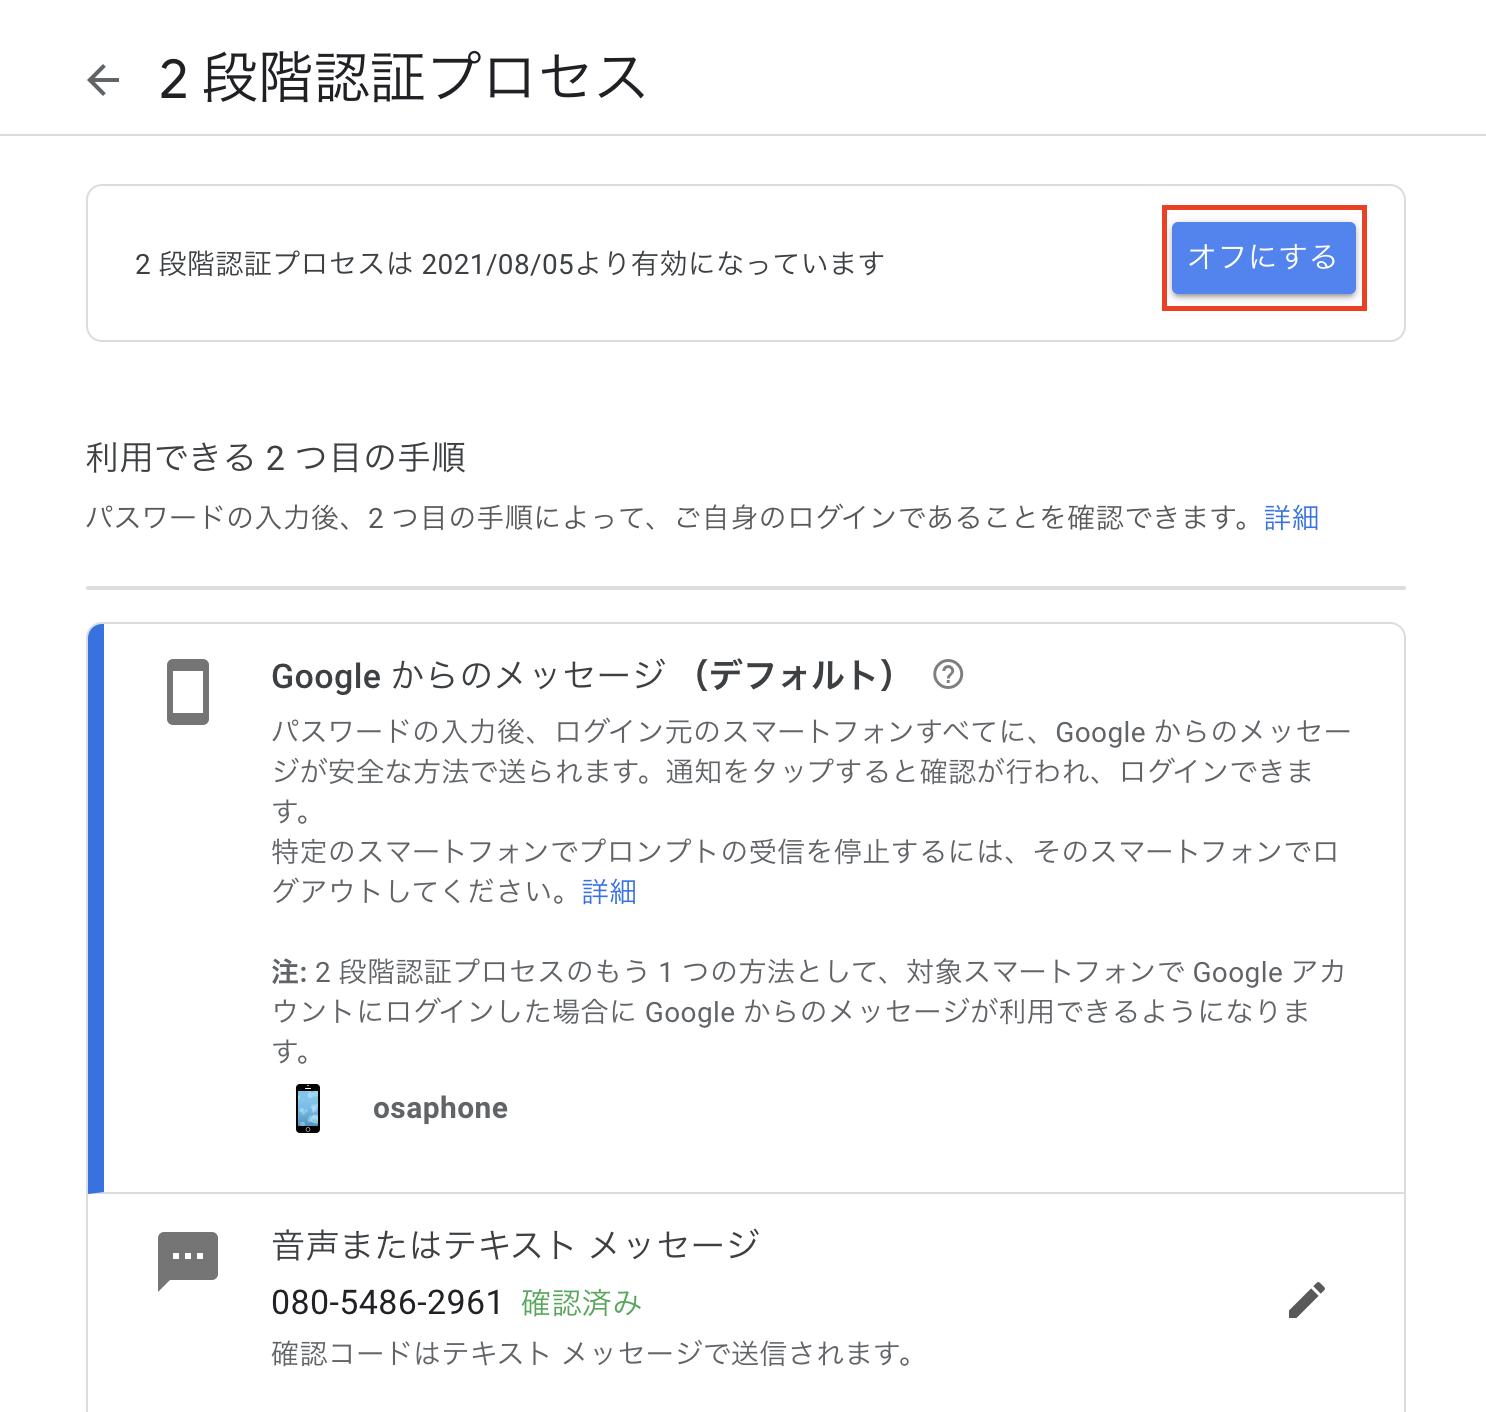 2 段階認証プロセス
2 段階認証プロセスは 2021/08/05より有効になっています
オフにする
利用できる 2 つ目の手順
パスワードの入力後、2 つ目の手順によって、ご自身のログインであることを確認できます。詳細
Google からのメッセージ （デフォルト）
パスワードの入力後、ログイン元のスマートフォンすべてに、Google からのメッセー
ジが安全な方法で送られます。通知をタップすると確認が行われ、ログインできま
す。
特定のスマートフォンでプロンプトの受信を停止するには、そのスマートフォンでロ
グアウトしてください。詳細
注: 2 段階認証プロセスのもう 1 つの方法として、対象スマートフォンで Google アカ
ウントにログインした場合に Google からのメッセージが利用できるようになりま
す。
osaphone
音声またはテキスト メッセージ
080-5486-2961 確認済み
確認コードはテキスト メッセージで送信されます。